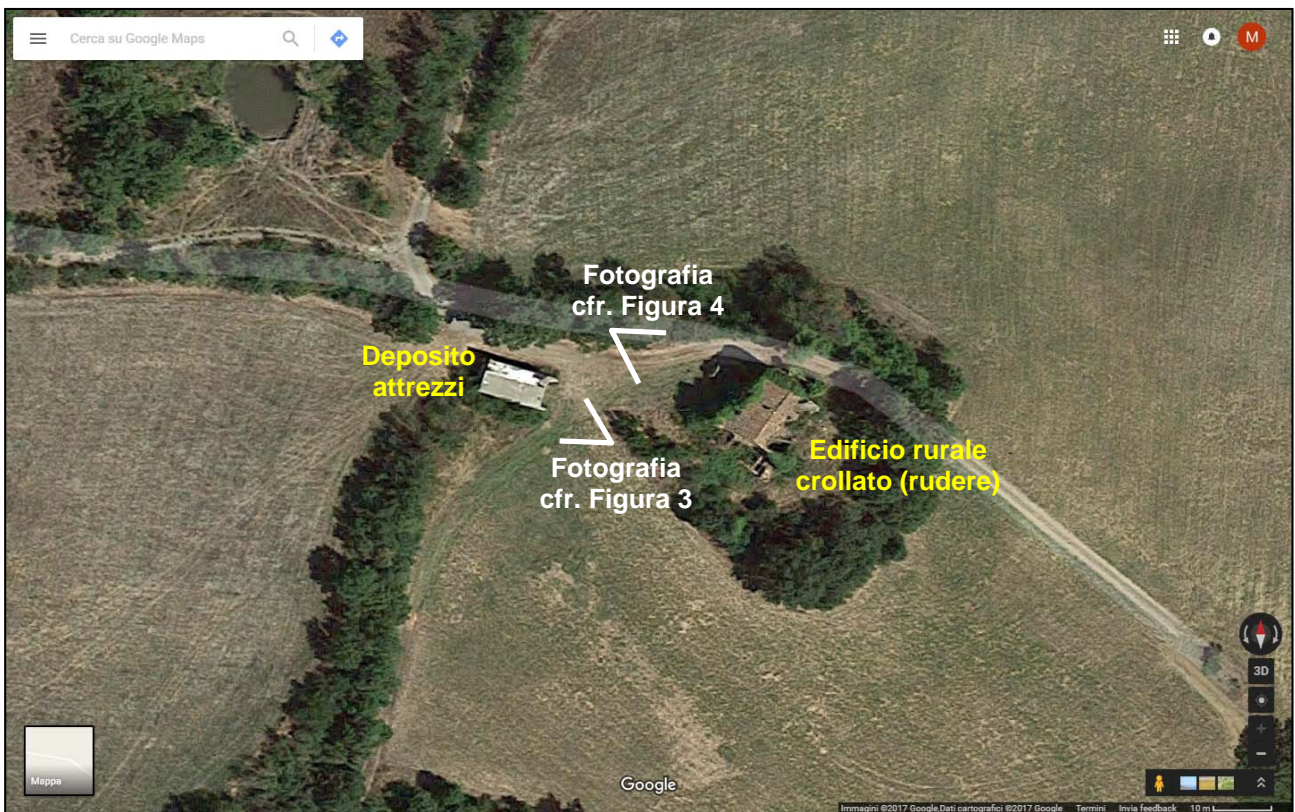 Cerca su Google Maps
M
Fotografia
cfr. Figura 4
Deposito
attrezzi
Edificio rurale
crollato (rudere)
Fotografia
cfr. Figura 3
3D
Mappa
Google
Immagini ©2017 Google,Dati cartografici ©2017 Google Termini Invia feedback 10 m